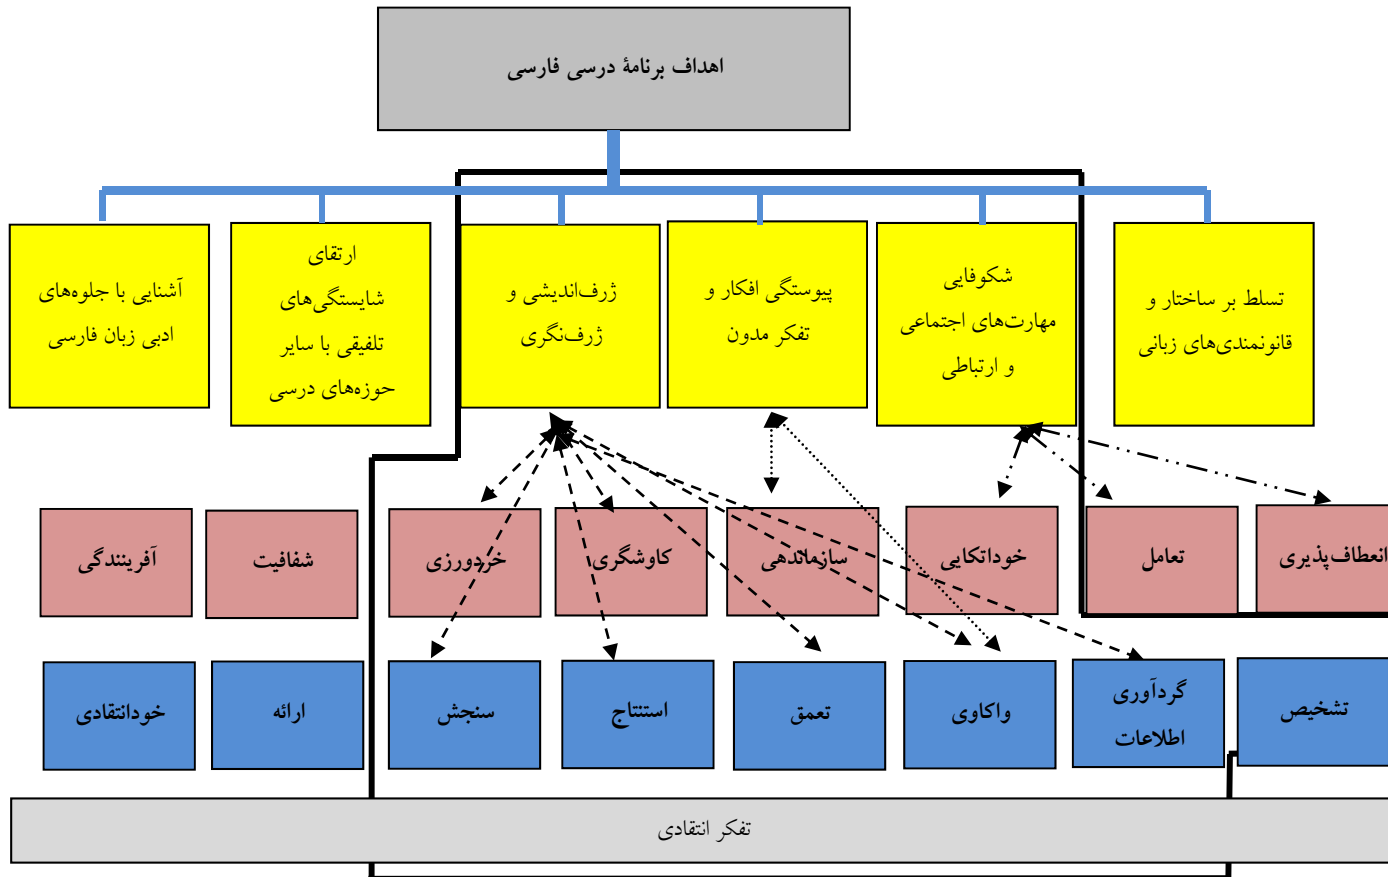 اهداف برنامۀ درسی فارسی
تسلط بر ساختار و
قانونمندی‌های زبانی
شکوفایی
مهارت‌های اجتماعی
و ارتباطی
پیوستگی افکار و
تفکر مدون
ژرف‌اندیشی و
ژرف‌نگری
ارتقای
شایستگی‌های
تلفیقی با سایر
حوزه‌های درسی
آشنایی با جلوه‌های
ادبی زبان فارسی
انعطاف‌پذیری
تعامل
خوداتکایی
سازماندهی
کاوشگری
خردورزی
شفافیت
آفرینندگی
تشخیص
گردآوری
اطلاعات
واکاوی
تعمق
استنتاج
سنجش
ارائه
خودانتقادی
تفکر انتقادی